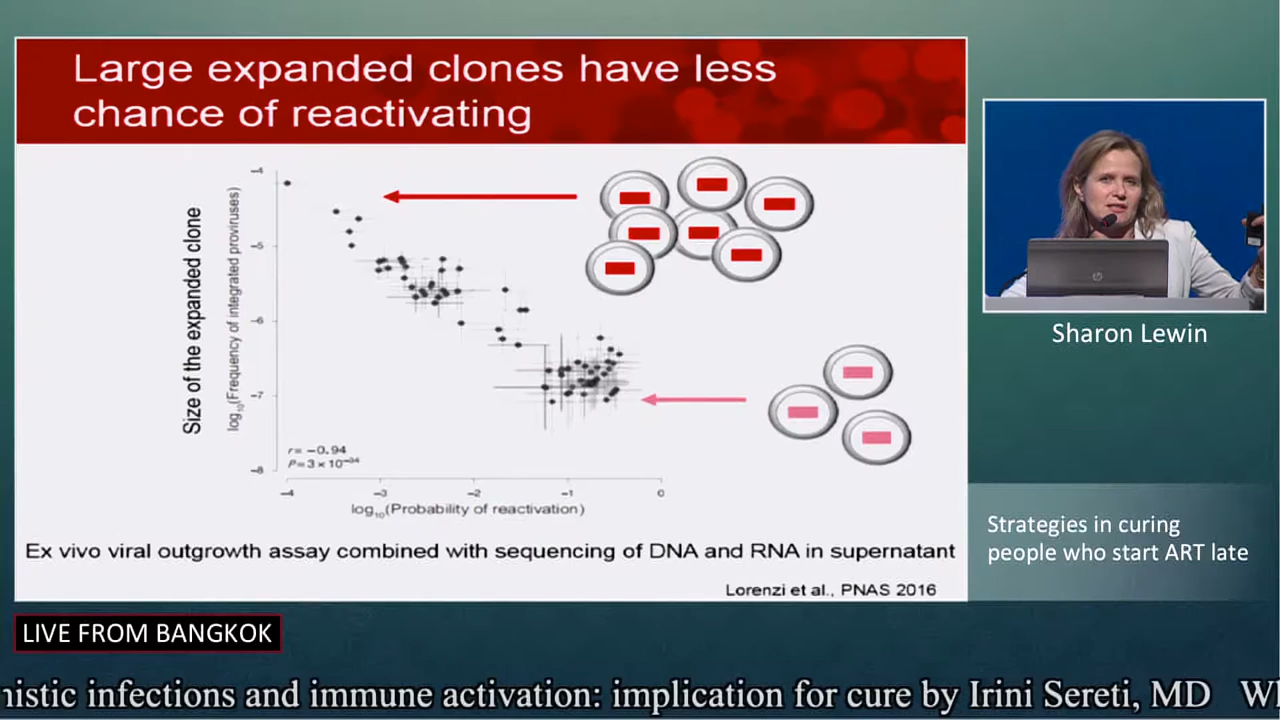 Large expanded clones have less
chance of reactivating
Size of the expanded clone
log10(Frequency of integrated proviruses)
−4
−5
−6
−7
−8
r = −0.94
P = 3 × 10−34
−4
−3
−2
−1
0
log10(Probability of reactivation)
Ex vivo viral outgrowth assay combined with sequencing of DNA and RNA in supernatant
Lorenzi et al., PNAS 2016
hp
Sharon Lewin
Strategies in curing
people who start ART late
LIVE FROM BANGKOK
nistic infections and immune activation: implication for cure by Irini Sereti, MD